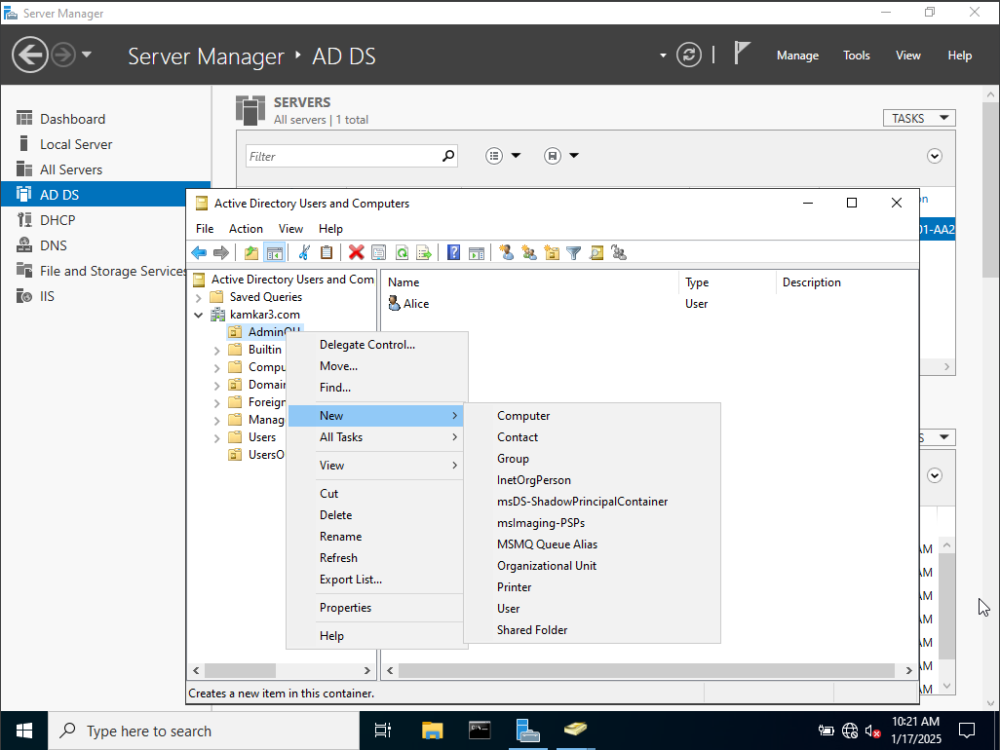 Server Manager
Server Manager ‣ AD DS
Manage Tools View Help
Dashboard
Local Server
All Servers
AD DS
DHCP
DNS
File and Storage Services
IIS
SERVERS
All servers | 1 total
TASKS
Filter
01-AA2
Active Directory Users and Computers
File Action View Help
Active Directory Users and Com
Saved Queries
kamkar3.com
AdminOU
Builtin
Compu
Domain
Foreign
Manag
Users
UsersO
Name Type Description
Alice User
Delegate Control...
Move...
Find...
New
All Tasks
View
Cut
Delete
Rename
Refresh
Export List...
Properties
Help
Computer
Contact
Group
InetOrgPerson
msDS-ShadowPrincipalContainer
msImaging-PSPs
MSMQ Queue Alias
Organizational Unit
Printer
User
Shared Folder
AM
AM
AM
AM
AM
AM
AM
Creates a new item in this container.
Type here to search
10:21 AM
1/17/2025